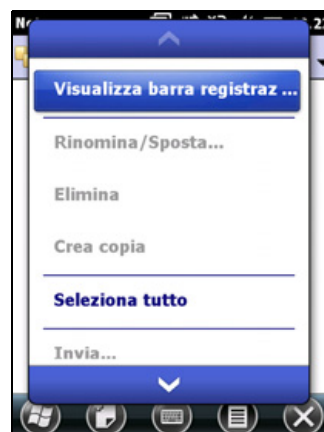 Visualizza barra registraz ...
Rinomina/Sposta...
Elimina
Crea copia
Seleziona tutto
Invia...